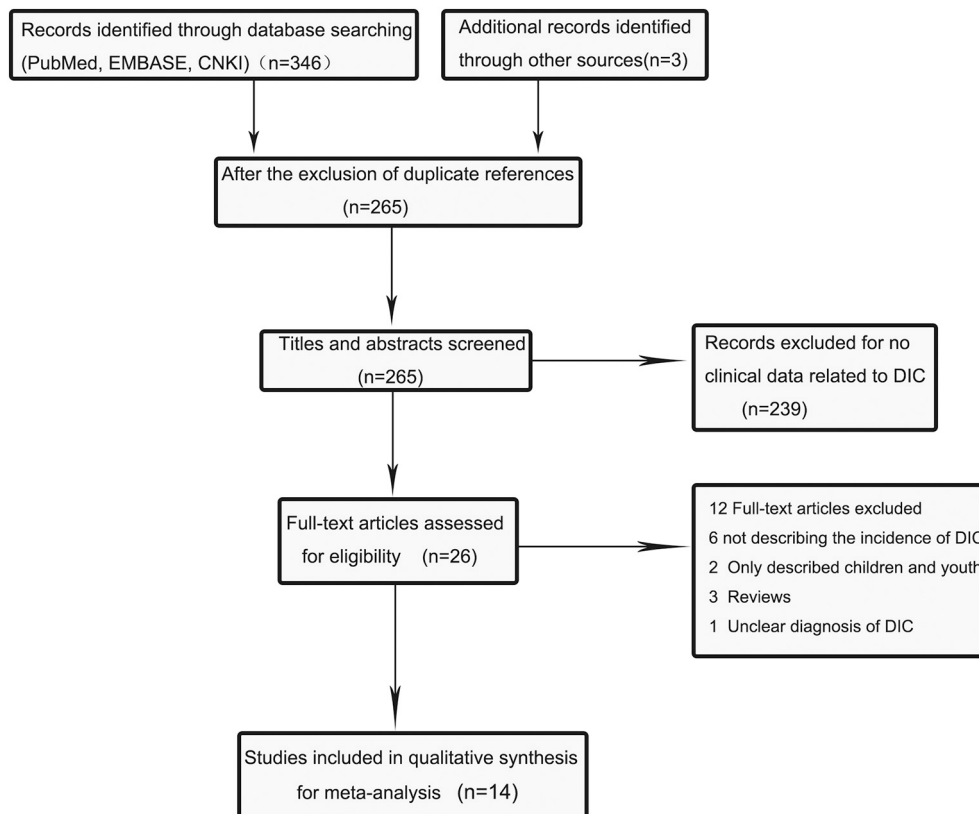 Records identified through database searching
(PubMed, EMBASE, CNKI)（n=346）
Additional records identified
through other sources(n=3)
After the exclusion of duplicate references
(n=265)
Titles and abstracts screened
(n=265)
Records excluded for no
clinical data related to DIC
(n=239)
Full-text articles assessed
for eligibility (n=26)
12 Full-text articles excluded
6 not describing the incidence of DIC
2 Only described children and youth
3 Reviews
1 Unclear diagnosis of DIC
Studies included in qualitative synthesis
for meta-analysis (n=14)